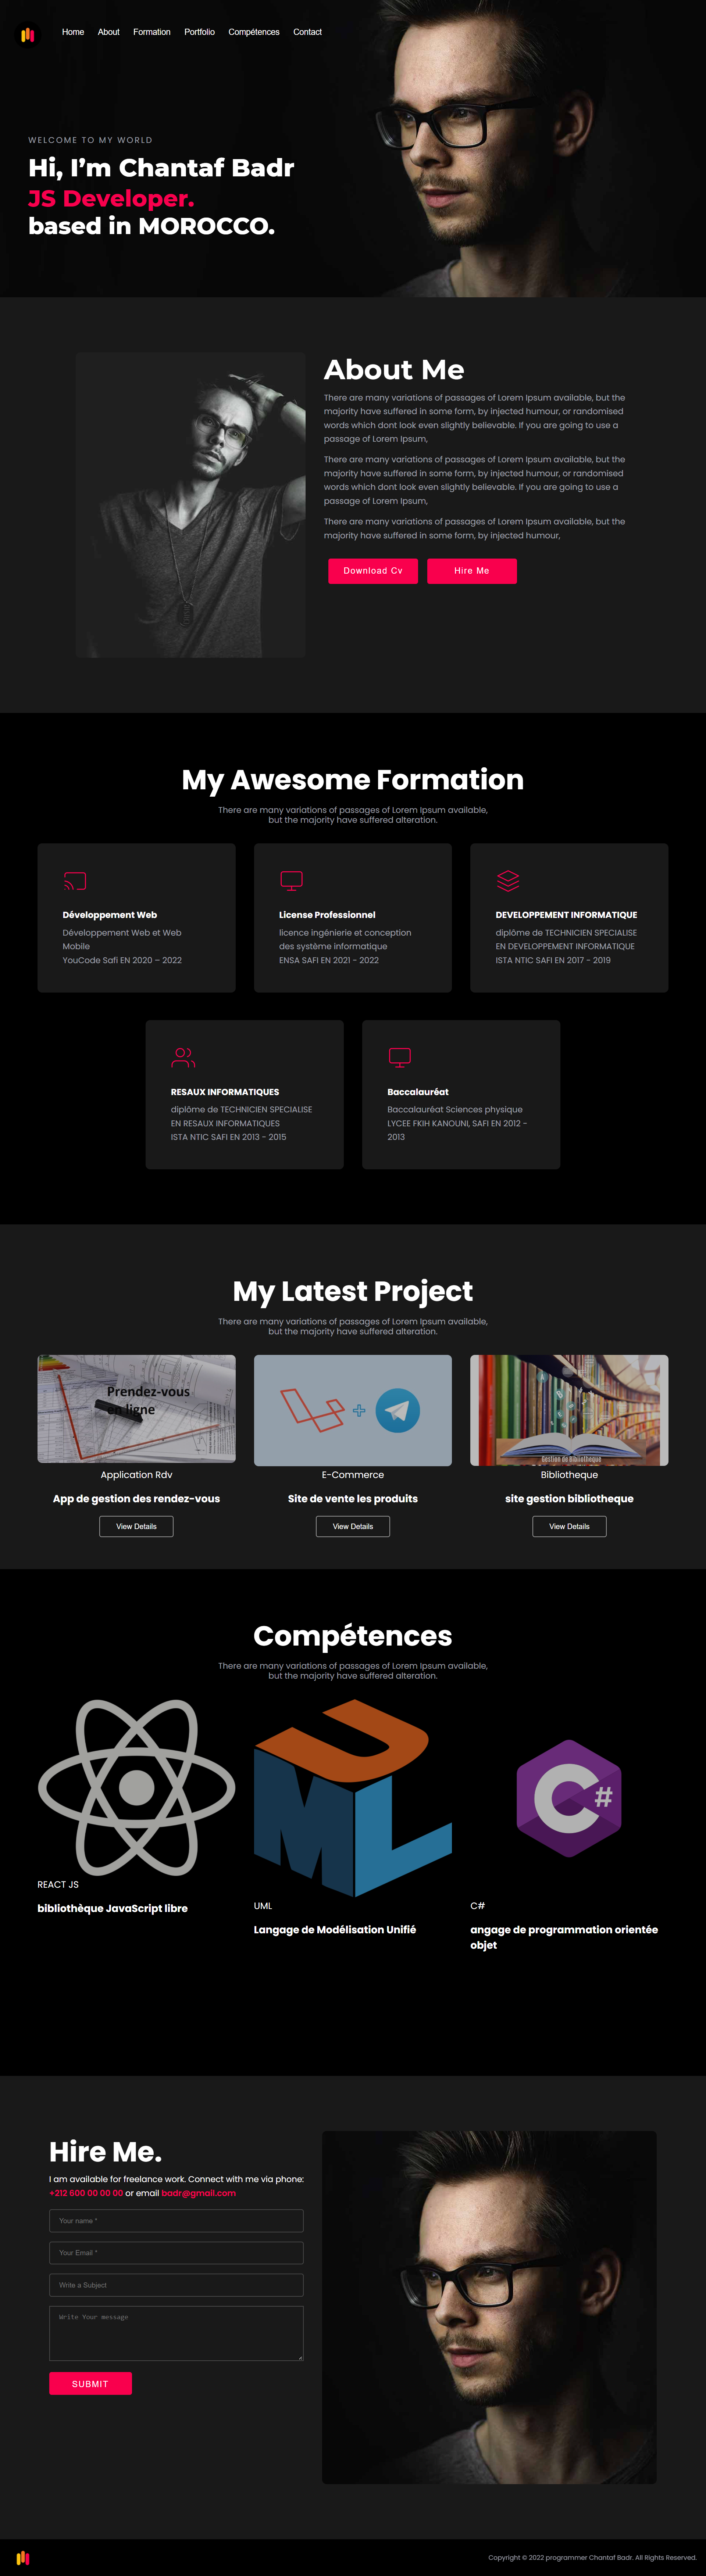 Home About Formation Portfolio Compétences Contact
WELCOME TO MY WORLD
Hi, I’m Chantaf Badr
JS Developer.
based in MOROCCO.
About Me
There are many variations of passages of Lorem Ipsum available, but the
majority have suffered in some form, by injected humour, or randomised
words which dont look even slightly believable. If you are going to use a
passage of Lorem Ipsum,
There are many variations of passages of Lorem Ipsum available, but the
majority have suffered in some form, by injected humour, or randomised
words which dont look even slightly believable. If you are going to use a
passage of Lorem Ipsum,
There are many variations of passages of Lorem Ipsum available, but the
majority have suffered in some form, by injected humour,
Download Cv
Hire Me
My Awesome Formation
There are many variations of passages of Lorem Ipsum available,
but the majority have suffered alteration.
Développement Web
Développement Web et Web
Mobile
YouCode Safi EN 2020 – 2022
License Professionnel
licence ingénierie et conception
des système informatique
ENSA SAFI EN 2021 - 2022
DEVELOPPEMENT INFORMATIQUE
diplôme de TECHNICIEN SPECIALISE
EN DEVELOPPEMENT INFORMATIQUE
ISTA NTIC SAFI EN 2017 - 2019
RESAUX INFORMATIQUES
diplôme de TECHNICIEN SPECIALISE
EN RESAUX INFORMATIQUES
ISTA NTIC SAFI EN 2013 - 2015
Baccalauréat
Baccalauréat Sciences physique
LYCEE FKIH KANOUNI, SAFI EN 2012 -
2013
My Latest Project
There are many variations of passages of Lorem Ipsum available,
but the majority have suffered alteration.
Prendez-vous
en ligne
Application Rdv
App de gestion des rendez-vous
View Details
E-Commerce
Site de vente les produits
View Details
Gestion de Bibliotheque
Bibliotheque
site gestion bibliotheque
View Details
Compétences
There are many variations of passages of Lorem Ipsum available,
but the majority have suffered alteration.
REACT JS
bibliothèque JavaScript libre
UML
UML
Langage de Modélisation Unifié
C#
C#
angage de programmation orientée
objet
Hire Me.
I am available for freelance work. Connect with me via phone:
+212 600 00 00 00 or email badr@gmail.com
Your name *
Your Email *
Write a Subject
Write Your message
SUBMIT
Copyright © 2022 programmer Chantaf Badr. All Rights Reserved.